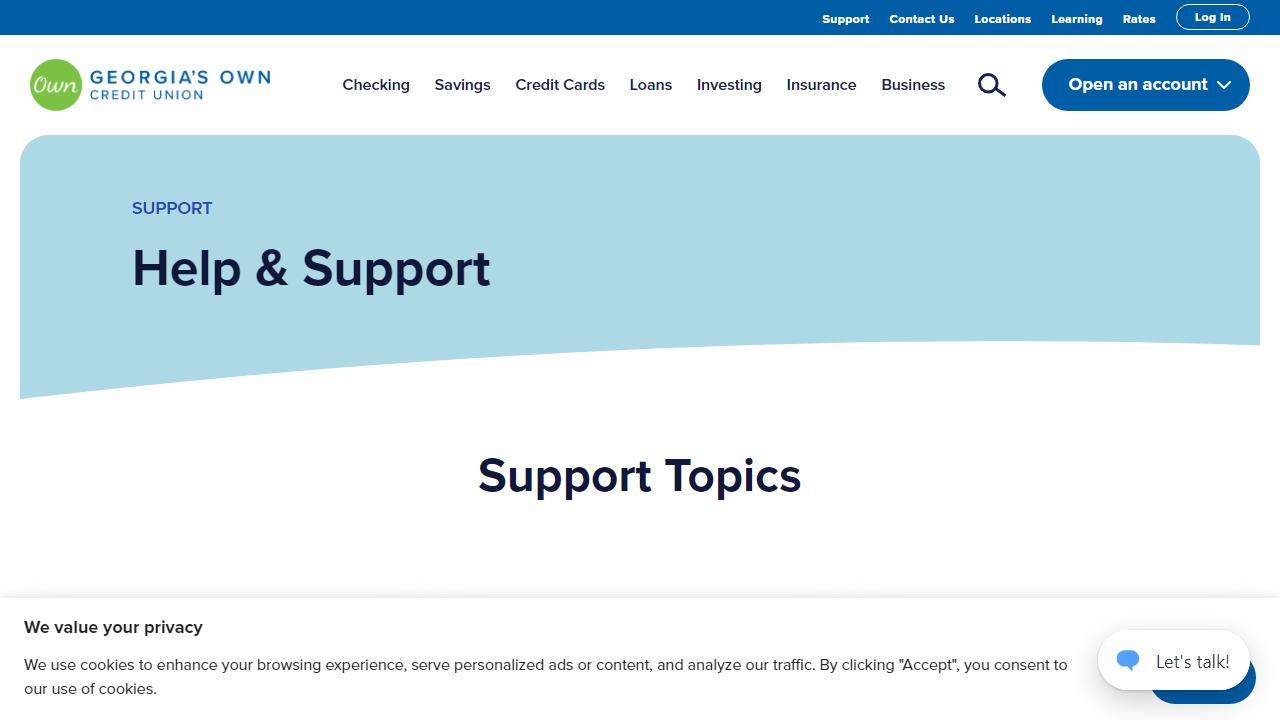 Support Contact Us Locations Learning Rates Log In
Own GEORGIA'S OWN
CREDIT UNION
Checking Savings Credit Cards Loans Investing Insurance Business Open an account
SUPPORT
Help & Support
Support Topics
We value your privacy
We use cookies to enhance your browsing experience, serve personalized ads or content, and analyze our traffic. By clicking "Accept", you consent to
our use of cookies.
Let's talk!